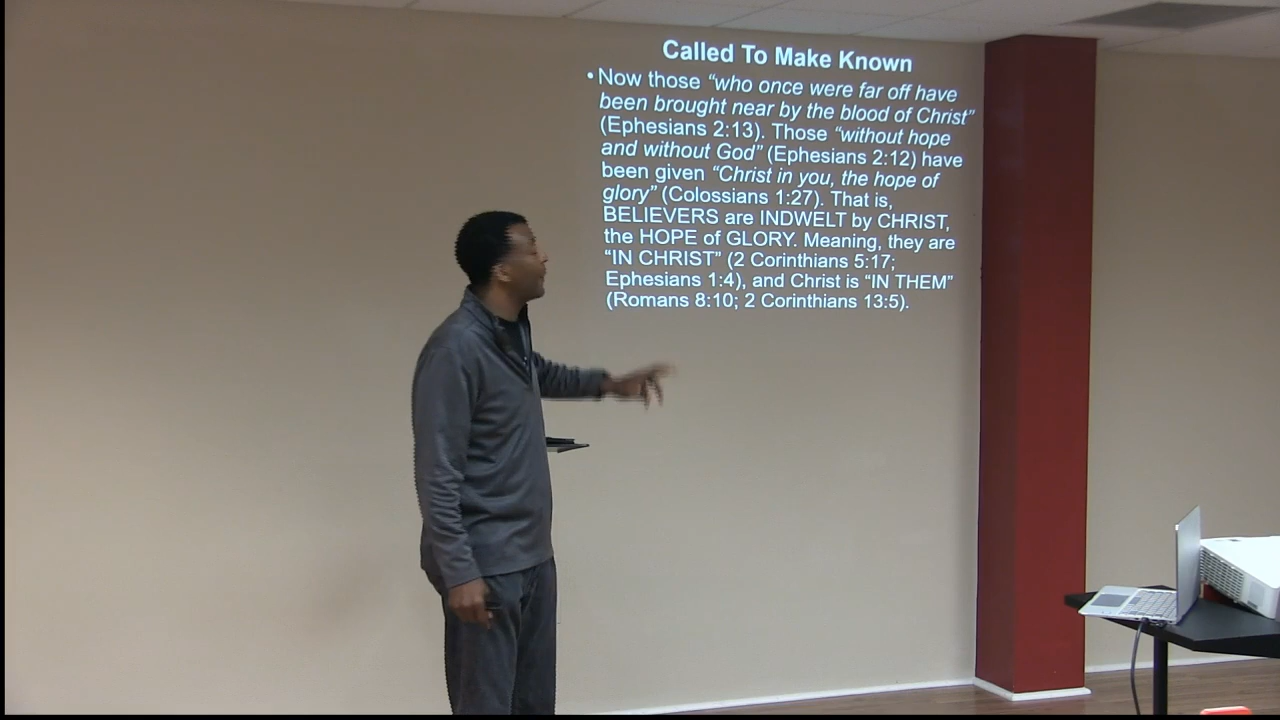 Called To Make Known
• Now those “who once were far off have
been brought near by the blood of Christ”
(Ephesians 2:13). Those “without hope
and without God” (Ephesians 2:12) have
been given “Christ in you, the hope of
glory” (Colossians 1:27). That is,
BELIEVERS are INDWELT by CHRIST,
the HOPE of GLORY. Meaning, they are
“IN CHRIST” (2 Corinthians 5:17;
Ephesians 1:4), and Christ is “IN THEM”
(Romans 8:10; 2 Corinthians 13:5).